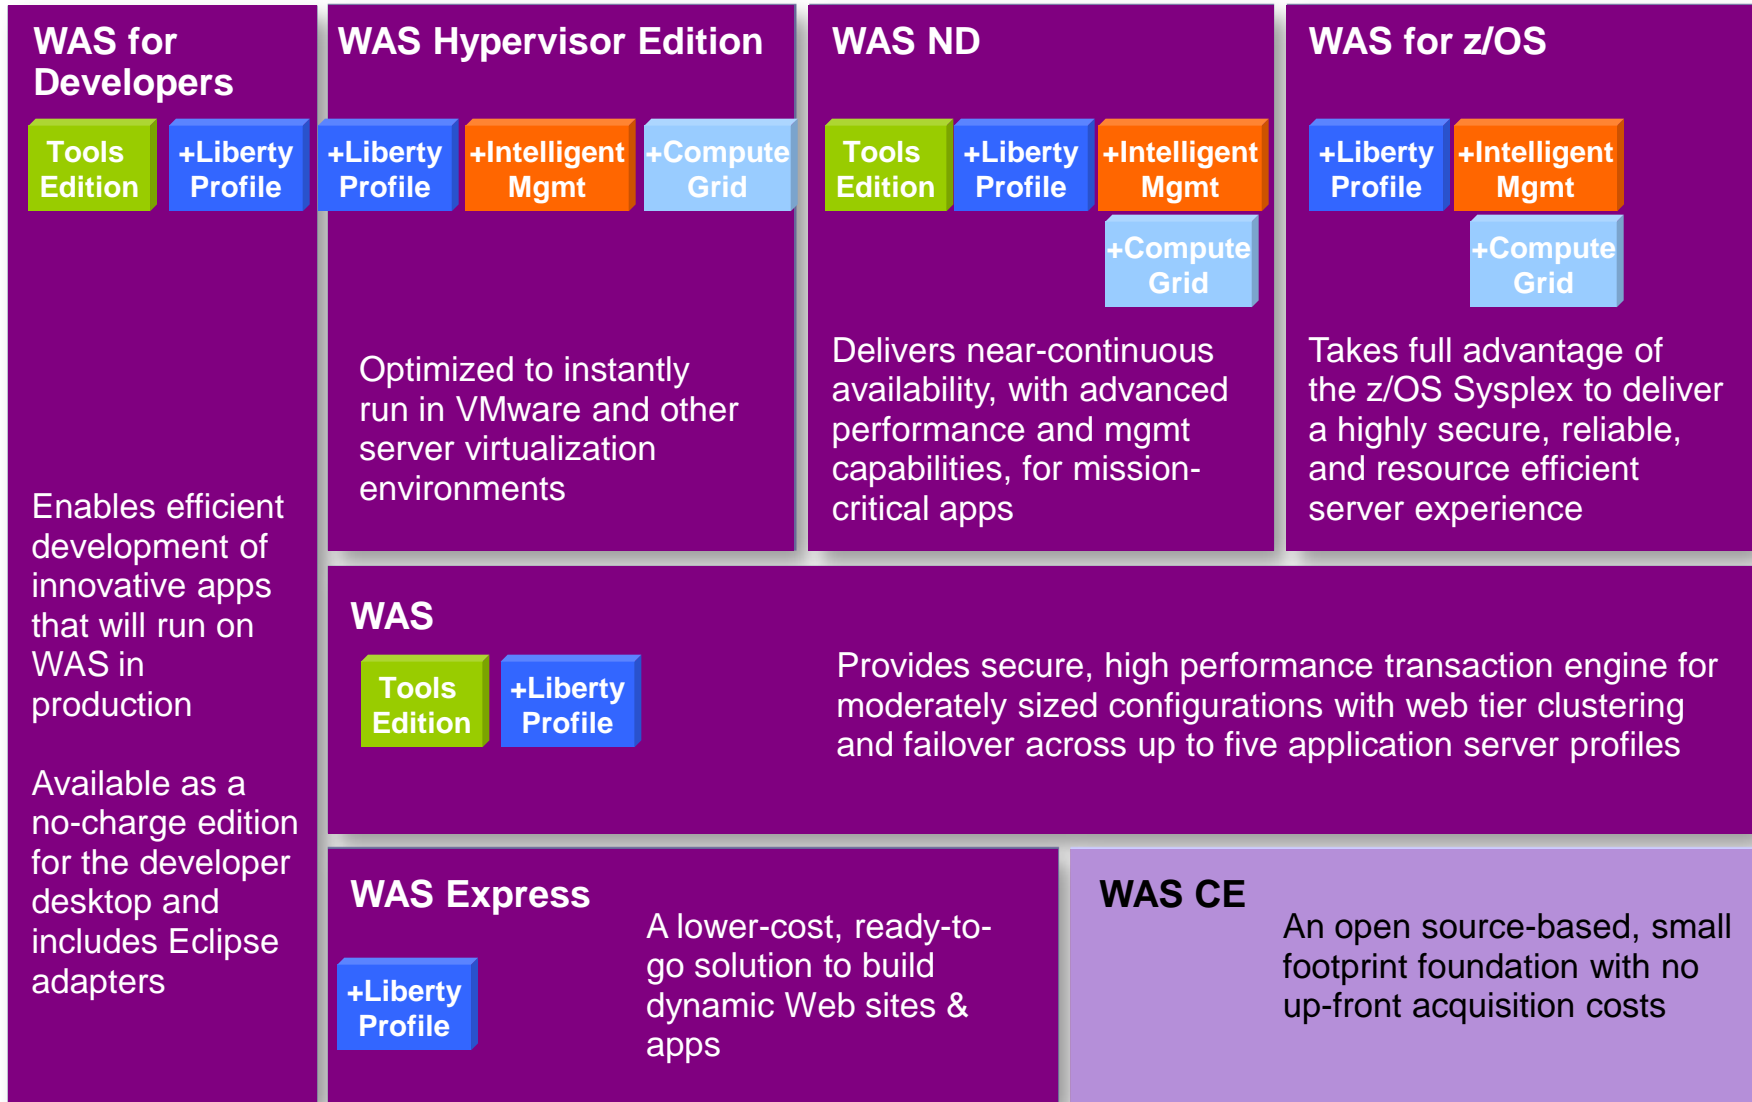 WAS for
Developers
Tools
Edition
+Liberty
Profile
Enables efficient
development of
innovative apps
that will run on
WAS in
production
Available as a
no-charge edition
for the developer
desktop and
includes Eclipse
adapters
WAS Hypervisor Edition
+Liberty
Profile
+Intelligent
Mgmt
+Compute
Grid
Optimized to instantly
run in VMware and other
server virtualization
environments
WAS ND
Tools
Edition
+Liberty
Profile
+Intelligent
Mgmt
+Compute
Grid
Delivers near-continuous
availability, with advanced
performance and mgmt
capabilities, for mission-
critical apps
WAS for z/OS
+Liberty
Profile
+Intelligent
Mgmt
+Compute
Grid
Takes full advantage of
the z/OS Sysplex to deliver
a highly secure, reliable,
and resource efficient
server experience
WAS
Tools
Edition
+Liberty
Profile
Provides secure, high performance transaction engine for
moderately sized configurations with web tier clustering
and failover across up to five application server profiles
WAS Express
+Liberty
Profile
A lower-cost, ready-to-
go solution to build
dynamic Web sites &
apps
WAS CE
An open source-based, small
footprint foundation with no
up-front acquisition costs